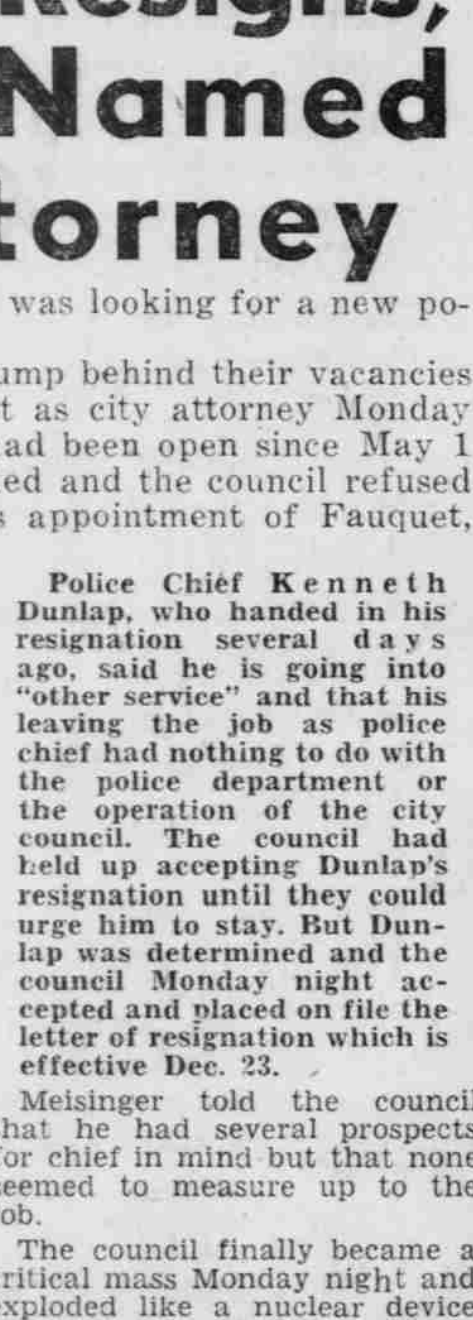 Resigns,
Named
torney
was looking for a new po-
ump behind their vacancies
t as city attorney Monday
ad been open since May 1
ed and the council refused
s appointment of Fauquet,
Police Chief Kenneth
Dunlap, who handed in his
resignation several days
ago, said he is going into
"other service" and that his
leaving the job as police
chief had nothing to do with
the police department or
the operation of the city
council. The council had
held up accepting Dunlap's
resignation until they could
urge him to stay. But Dun-
lap was determined and the
council Monday night ac-
cepted and placed on file the
letter of resignation which is
effective Dec. 23.
Meisinger told the council
hat he had several prospects
for chief in mind but that none
seemed to measure up to the
ob.
The council finally became a
ritical mass Monday night and
exploded like a nuclear device